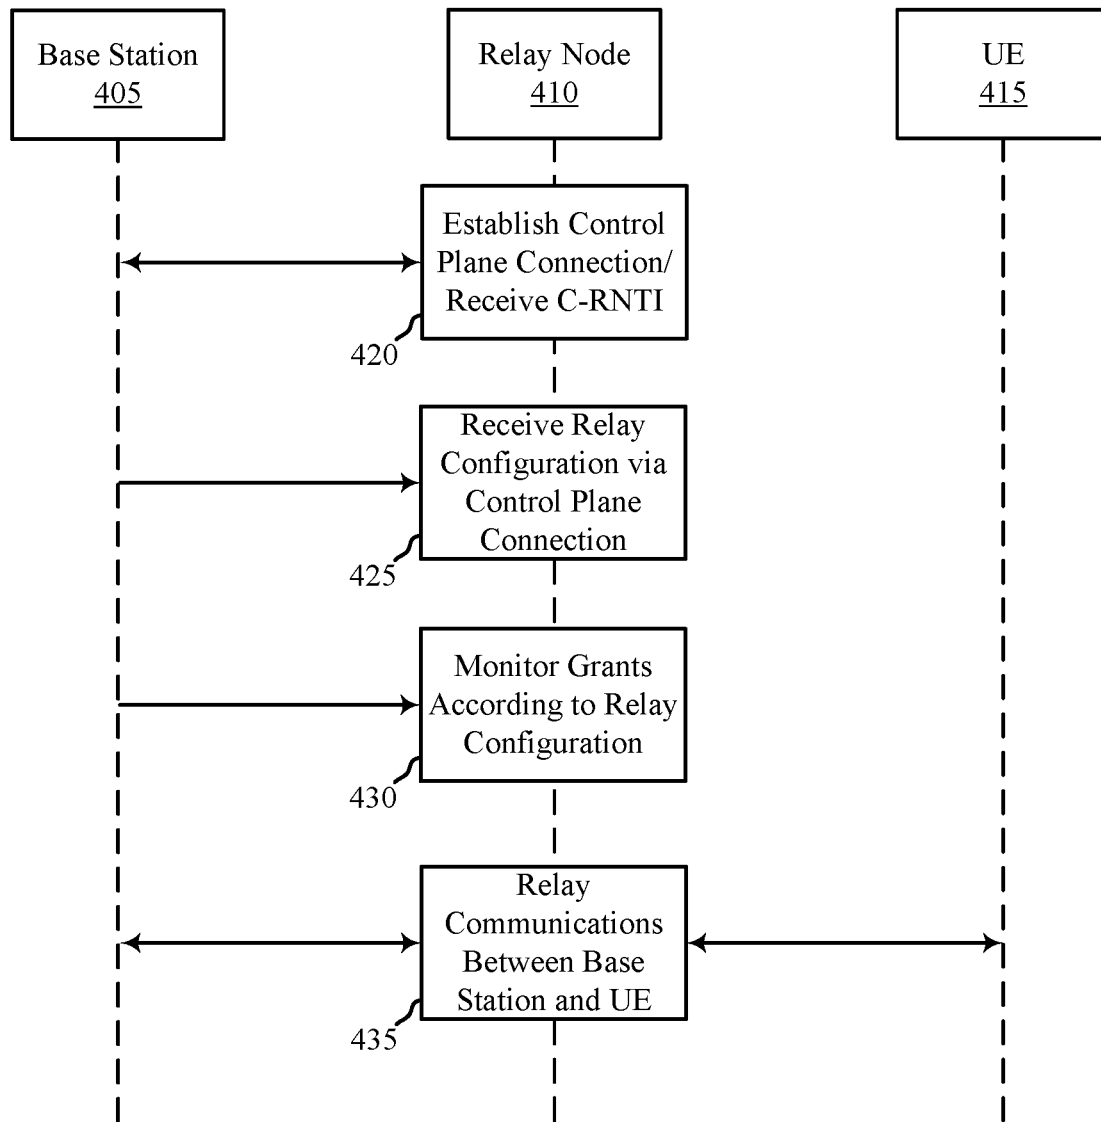 Base Station
405
Relay Node
410
UE
415
Establish Control
Plane Connection/
Receive C-RNTI
420
Receive Relay
Configuration via
Control Plane
Connection
425
Monitor Grants
According to Relay
Configuration
430
Relay
Communications
Between Base
Station and UE
435